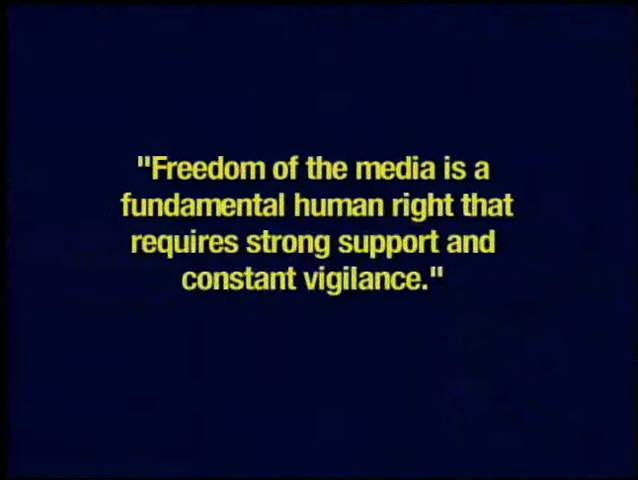 "Freedom of the media is a
fundamental human right that
requires strong support and
constant vigilance."